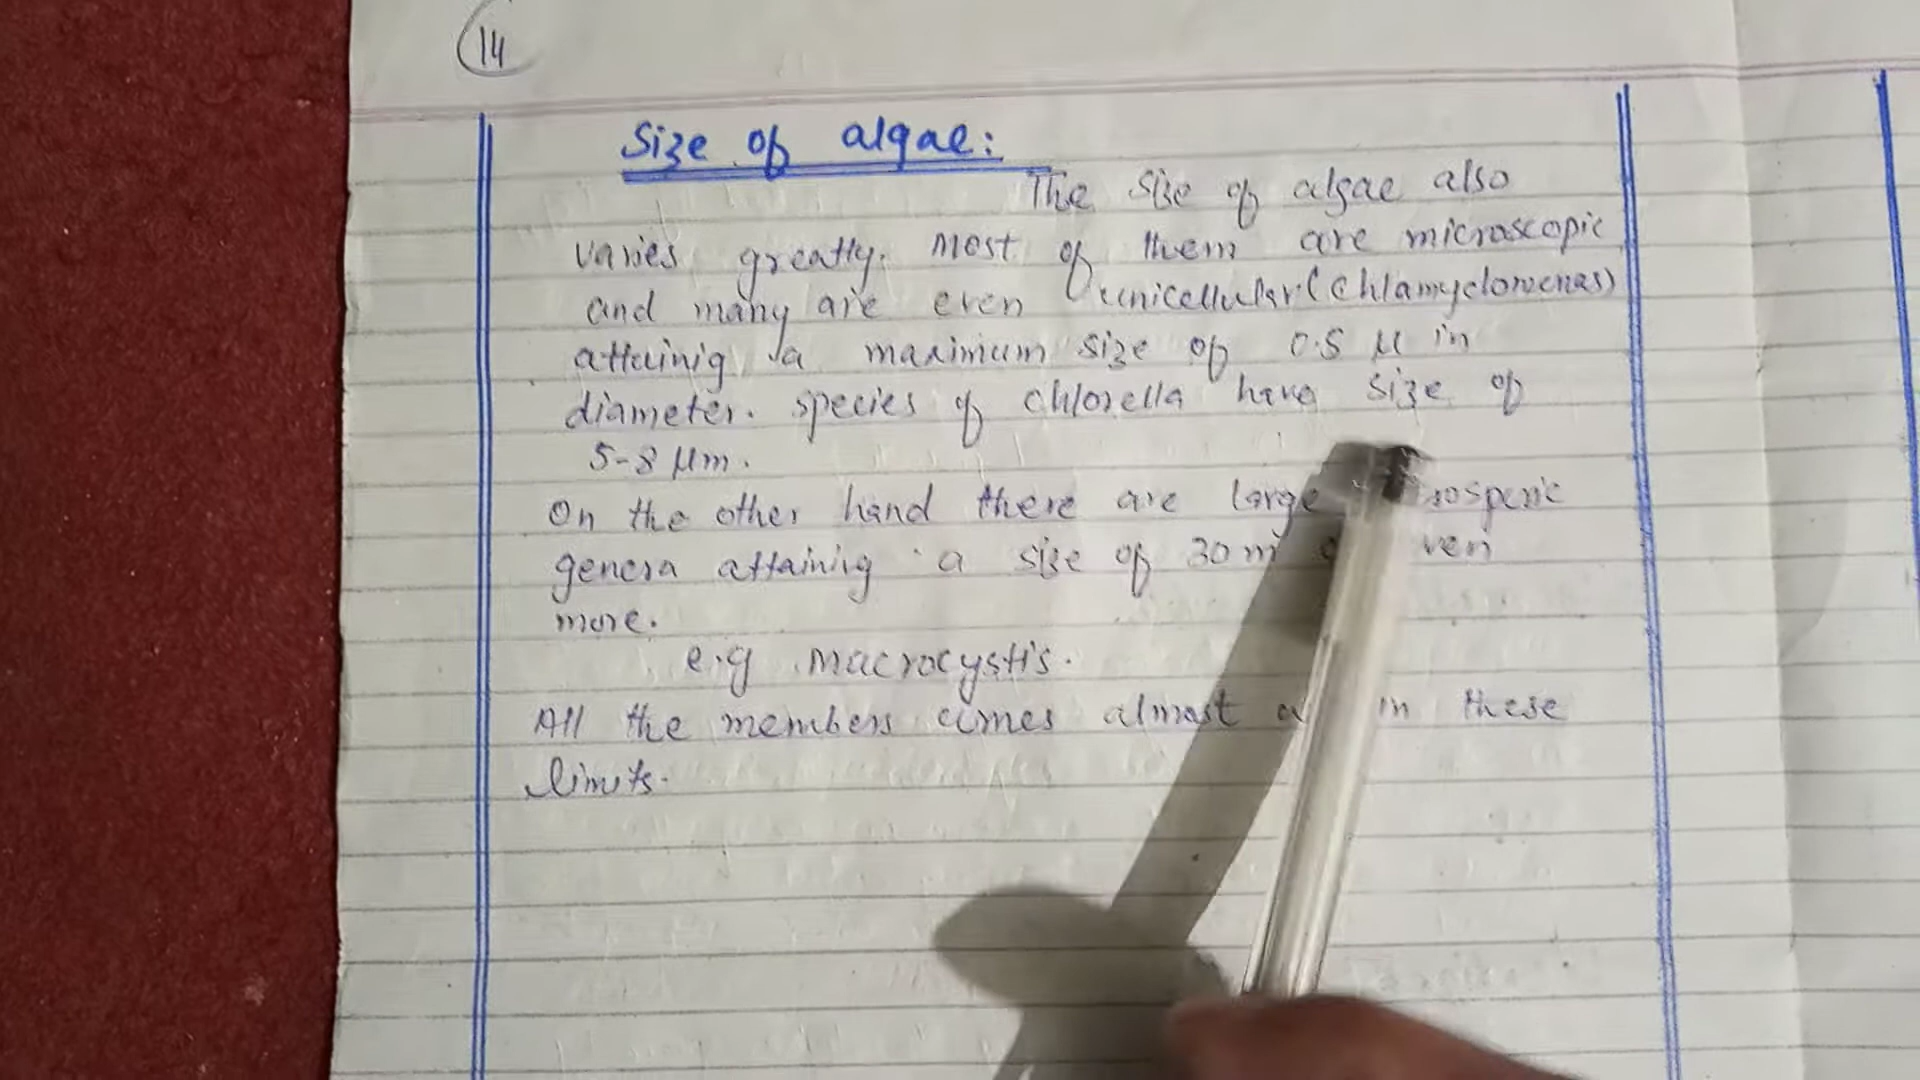 14
Size of algae:
The size of algae also
varies greatly. most of them are microscopic
and many are even unicellular (chlamydomonas)
attainig a maximum size of 0.5 µ in
diameter. species of chlorella have size of
5-8 µm.
On the other hand there are large
genera attaining a size of 30 m
more.
e.g macrocystis.
All the members almost in these
limits.